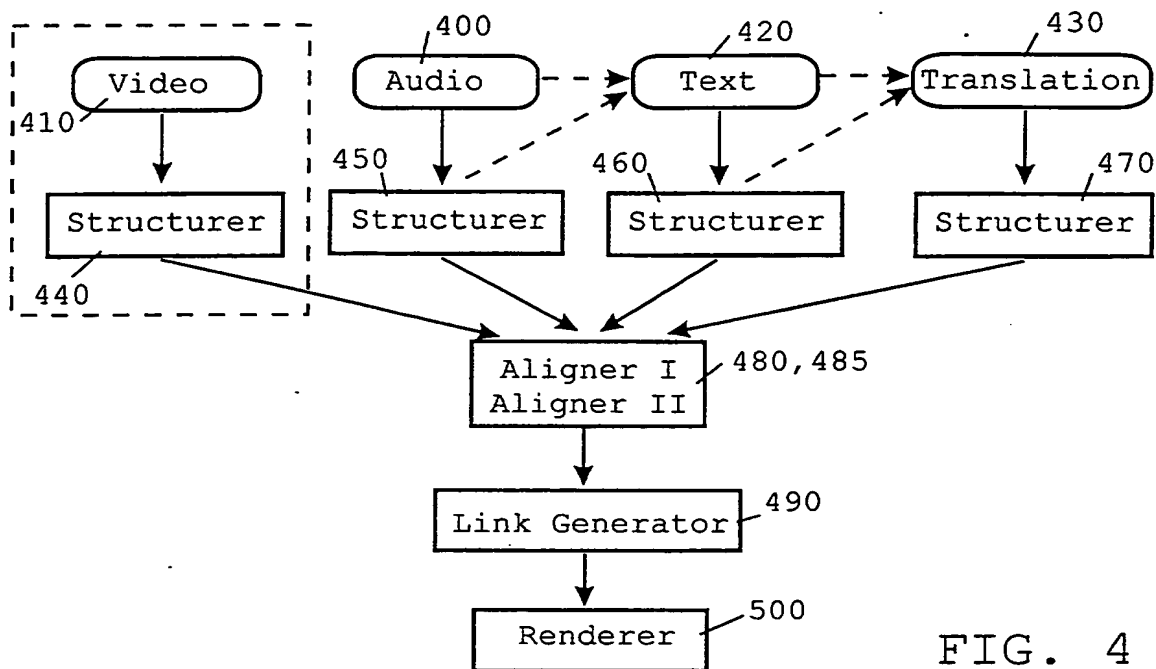 400
420
430
Video
Audio
Text
Translation
410
450
460
470
Structurer
Structurer
Structurer
Structurer
440
Aligner I
Aligner II
480,485
Link Generator
490
Renderer
500
FIG. 4